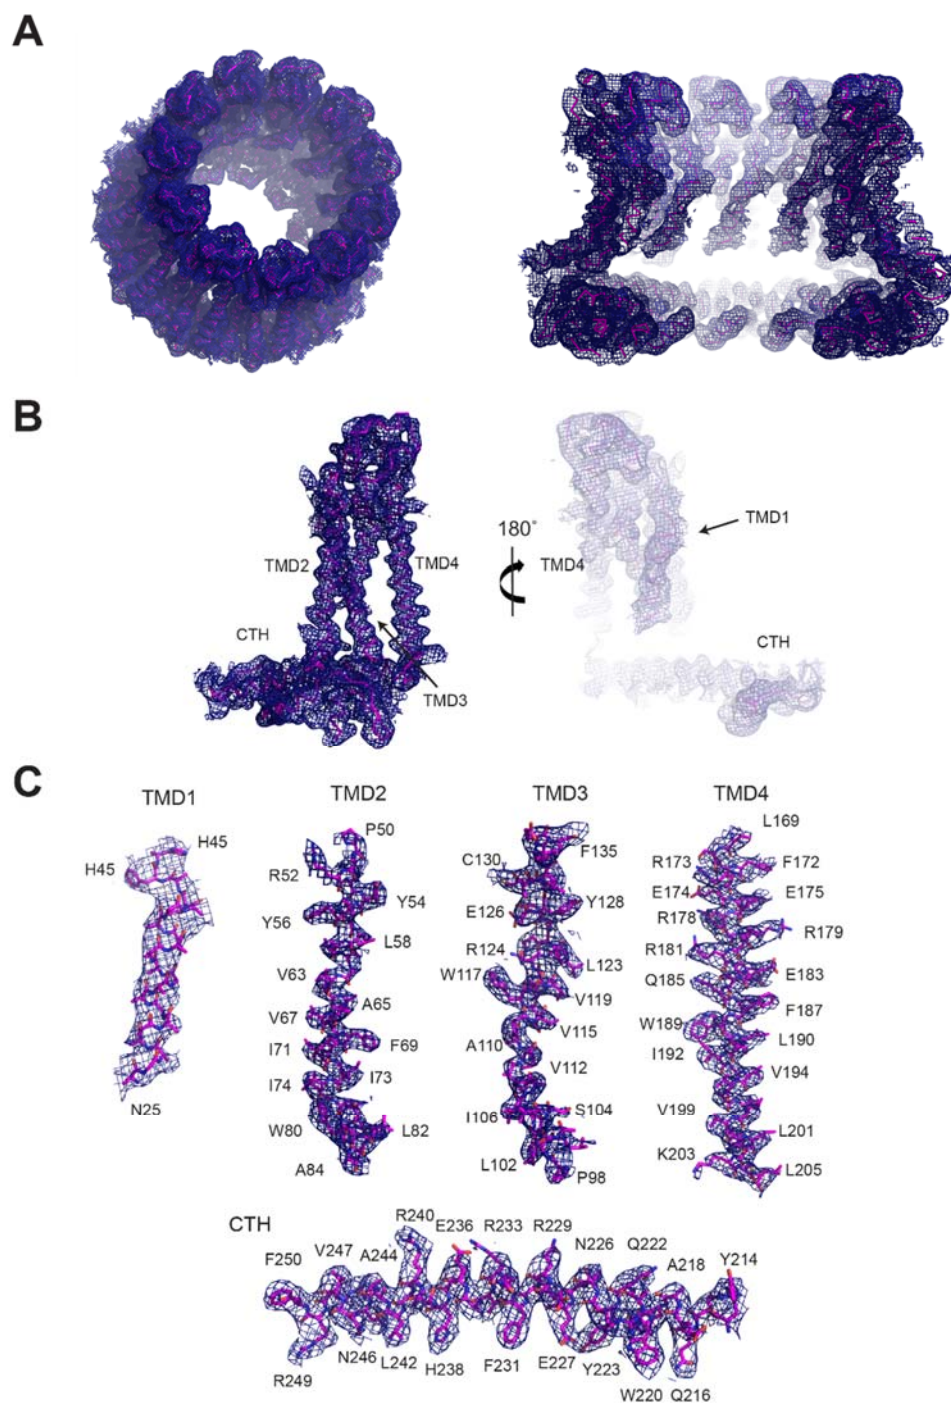 A
B
180°
TMD1
TMD2
TMD4
TMD4
CTH
CTH
TMD3
C
TMD1
TMD2
TMD3
TMD4
H45
H45
N25
P50
R52
Y54
Y56
L58
V63
A65
V67
F69
I71
I73
I74
W80
L82
A84
F135
C130
Y128
E126
R124
L123
W117
V119
V115
A110
V112
I106
S104
L102
P98
L169
R173
F172
E174
E175
R178
R179
R181
E183
Q185
F187
W189
L190
I192
V194
V199
L201
K203
L205
CTH
F250
V247
A244
R240
E236
R233
R229
N226
Q222
A218
Y214
R249
N246
L242
H238
F231
E227
Y223
W220
Q216